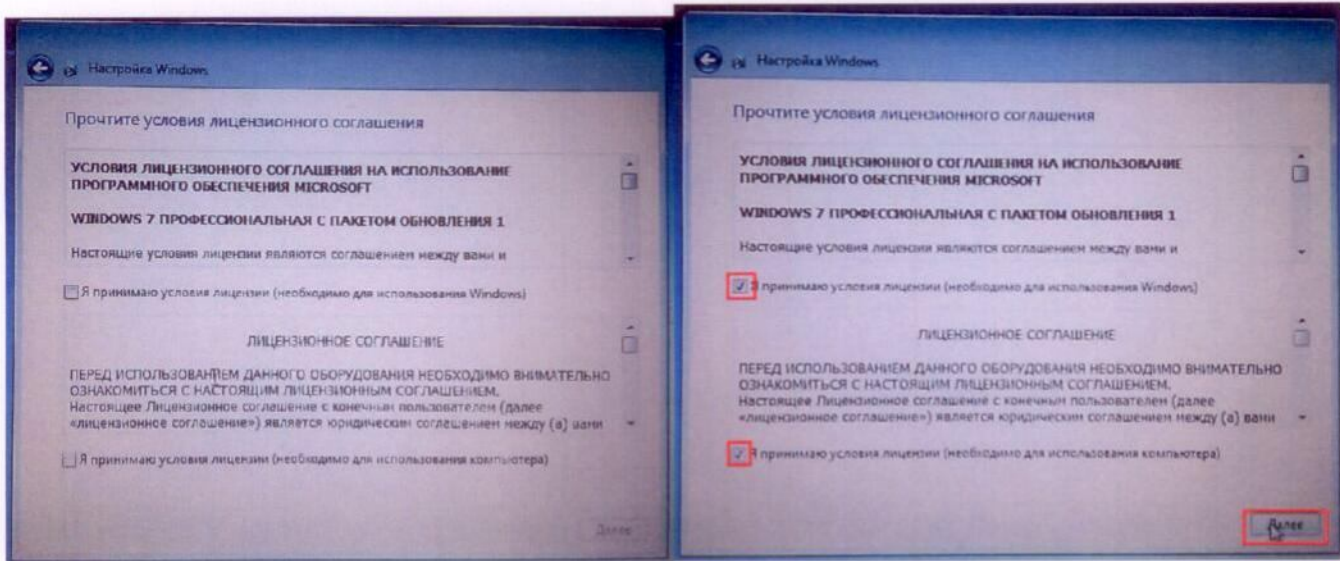 Настройка Windows
Прочтите условия лицензионного соглашения
УСЛОВИЯ ЛИЦЕНЗИОННОГО СОГЛАШЕНИЯ НА ИСПОЛЬЗОВАНИЕ
ПРОГРАММНОГО ОБЕСПЕЧЕНИЯ MICROSOFT
WINDOWS 7 ПРОФЕССИОНАЛЬНАЯ С ПАКЕТОМ ОБНОВЛЕНИЯ 1
Настоящие условия лицензии являются соглашением между вами и
Я принимаю условия лицензии (необходимо для использования Windows)
ЛИЦЕНЗИОННОЕ СОГЛАШЕНИЕ
ПЕРЕД ИСПОЛЬЗОВАНИЕМ ДАННОГО ОБОРУДОВАНИЯ НЕОБХОДИМО ВНИМАТЕЛЬНО
ОЗНАКОМИТЬСЯ С НАСТОЯЩИМ ЛИЦЕНЗИОННЫМ СОГЛАШЕНИЕМ.
Настоящее Лицензионное соглашение с конечным пользователем (далее
«лицензионное соглашение») является юридическим соглашением между (а) вами
Я принимаю условия лицензии (необходимо для использования компьютера)
Далее
Настройка Windows
Прочтите условия лицензионного соглашения
УСЛОВИЯ ЛИЦЕНЗИОННОГО СОГЛАШЕНИЯ НА ИСПОЛЬЗОВАНИЕ
ПРОГРАММНОГО ОБЕСПЕЧЕНИЯ MICROSOFT
WINDOWS 7 ПРОФЕССИОНАЛЬНАЯ С ПАКЕТОМ ОБНОВЛЕНИЯ 1
Настоящие условия лицензии являются соглашением между вами и
Я принимаю условия лицензии (необходимо для использования Windows)
ЛИЦЕНЗИОННОЕ СОГЛАШЕНИЕ
ПЕРЕД ИСПОЛЬЗОВАНИЕМ ДАННОГО ОБОРУДОВАНИЯ НЕОБХОДИМО ВНИМАТЕЛЬНО
ОЗНАКОМИТЬСЯ С НАСТОЯЩИМ ЛИЦЕНЗИОННЫМ СОГЛАШЕНИЕМ.
Настоящее Лицензионное соглашение с конечным пользователем (далее
«лицензионное соглашение») является юридическим соглашением между (а) вами
Я принимаю условия лицензии (необходимо для использования компьютера)
Далее